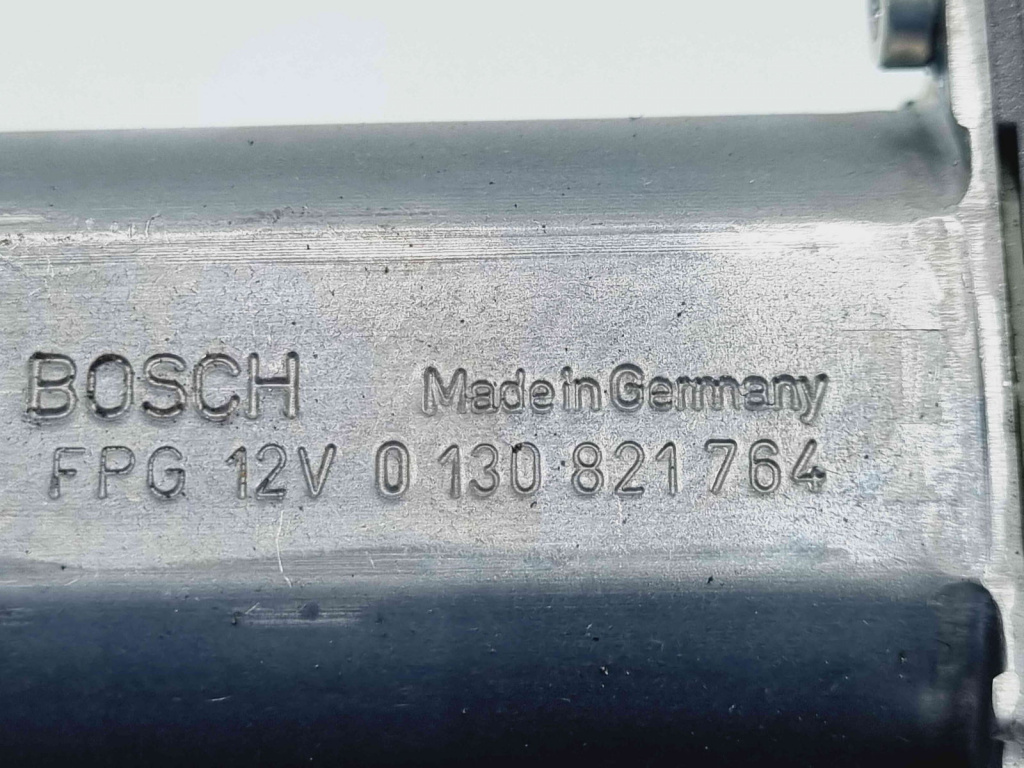 BOSCH Made in Germany
FPG 12V 0 130 821 764